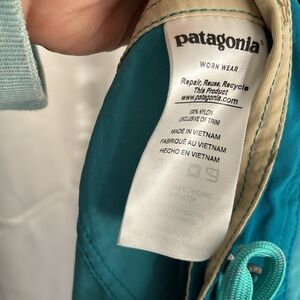 patagonia®
WORN WEAR
Repair, Reuse, Recycle
This Product
www.patagonia.com
100% NYLON
EXCLUSIVE OF TRIM
MADE IN VIETNAM
FABRIQUÉ AU VIETNAM
HECHO EN VIETNAM